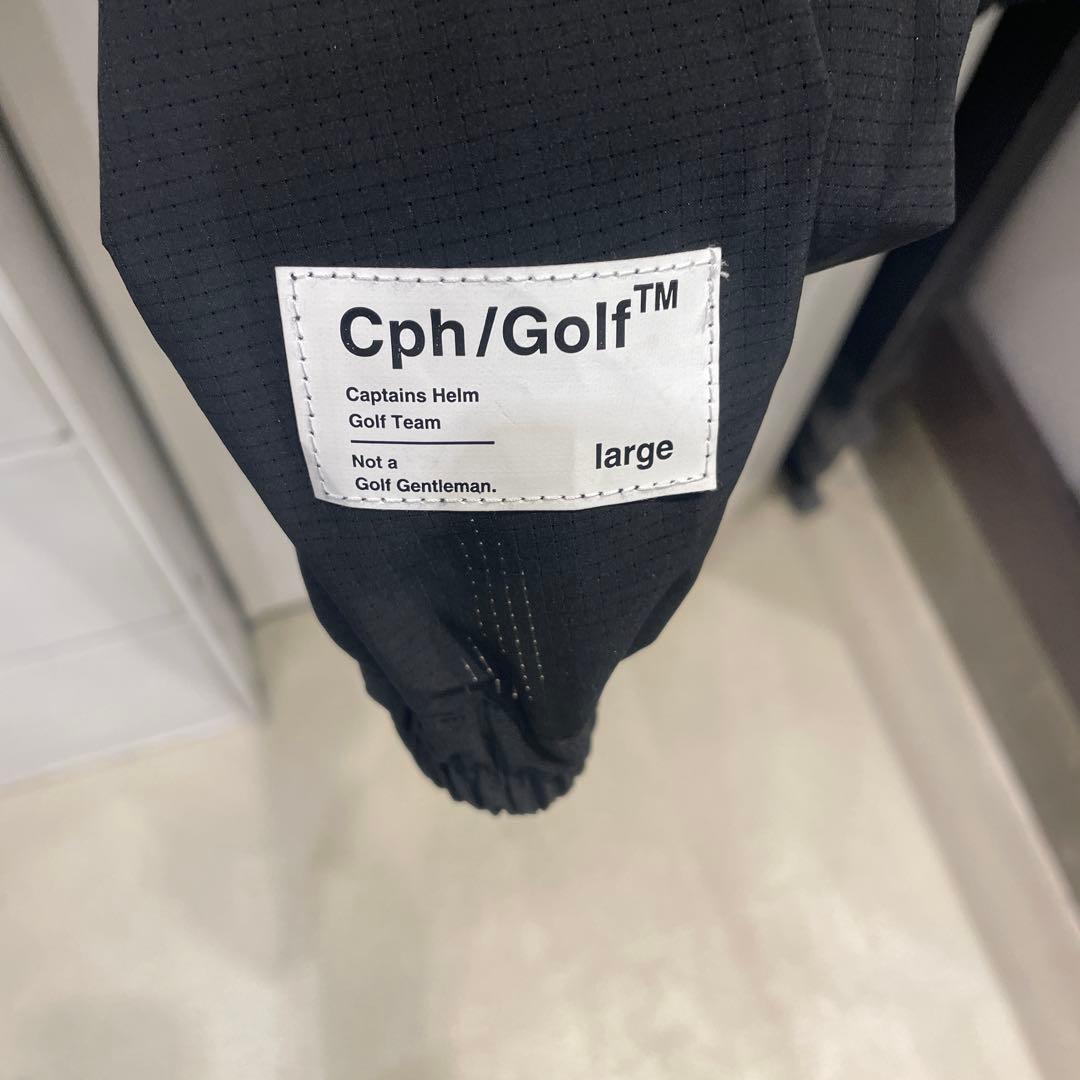 Cph/Golf™
Captains Helm
Golf Team
Not a
Golf Gentleman.
large